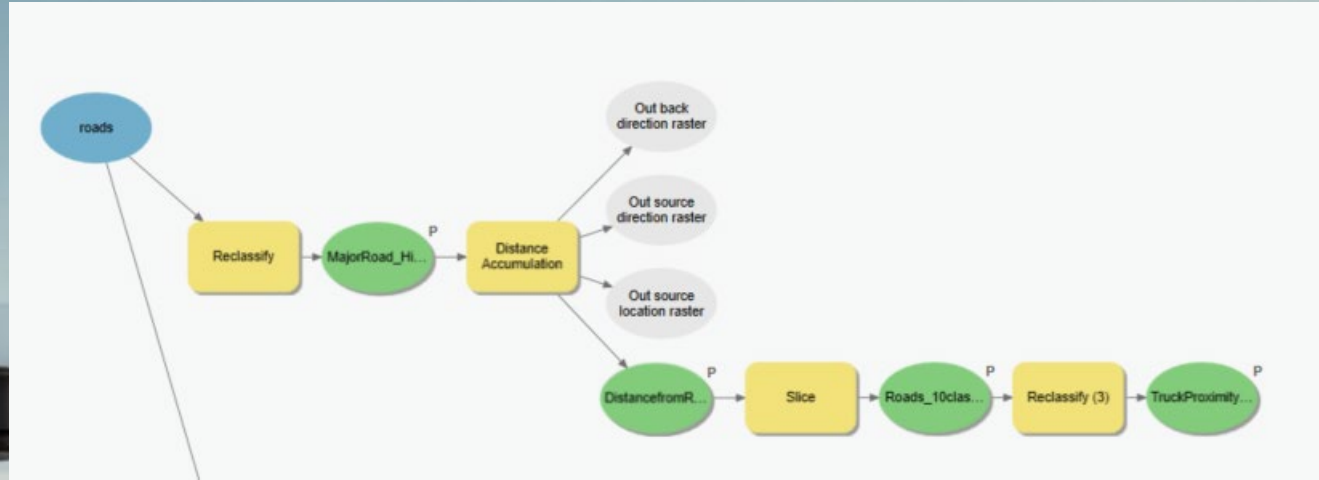 Out back
direction raster
roads
Out source
direction raster
P
Reclassify
MajorRoad_Hi...
Distance
Accumulation
Out source
location raster
P
P
P
DistancefromR...
Slice
Roads_10clas...
Reclassify (3)
TruckProximity...